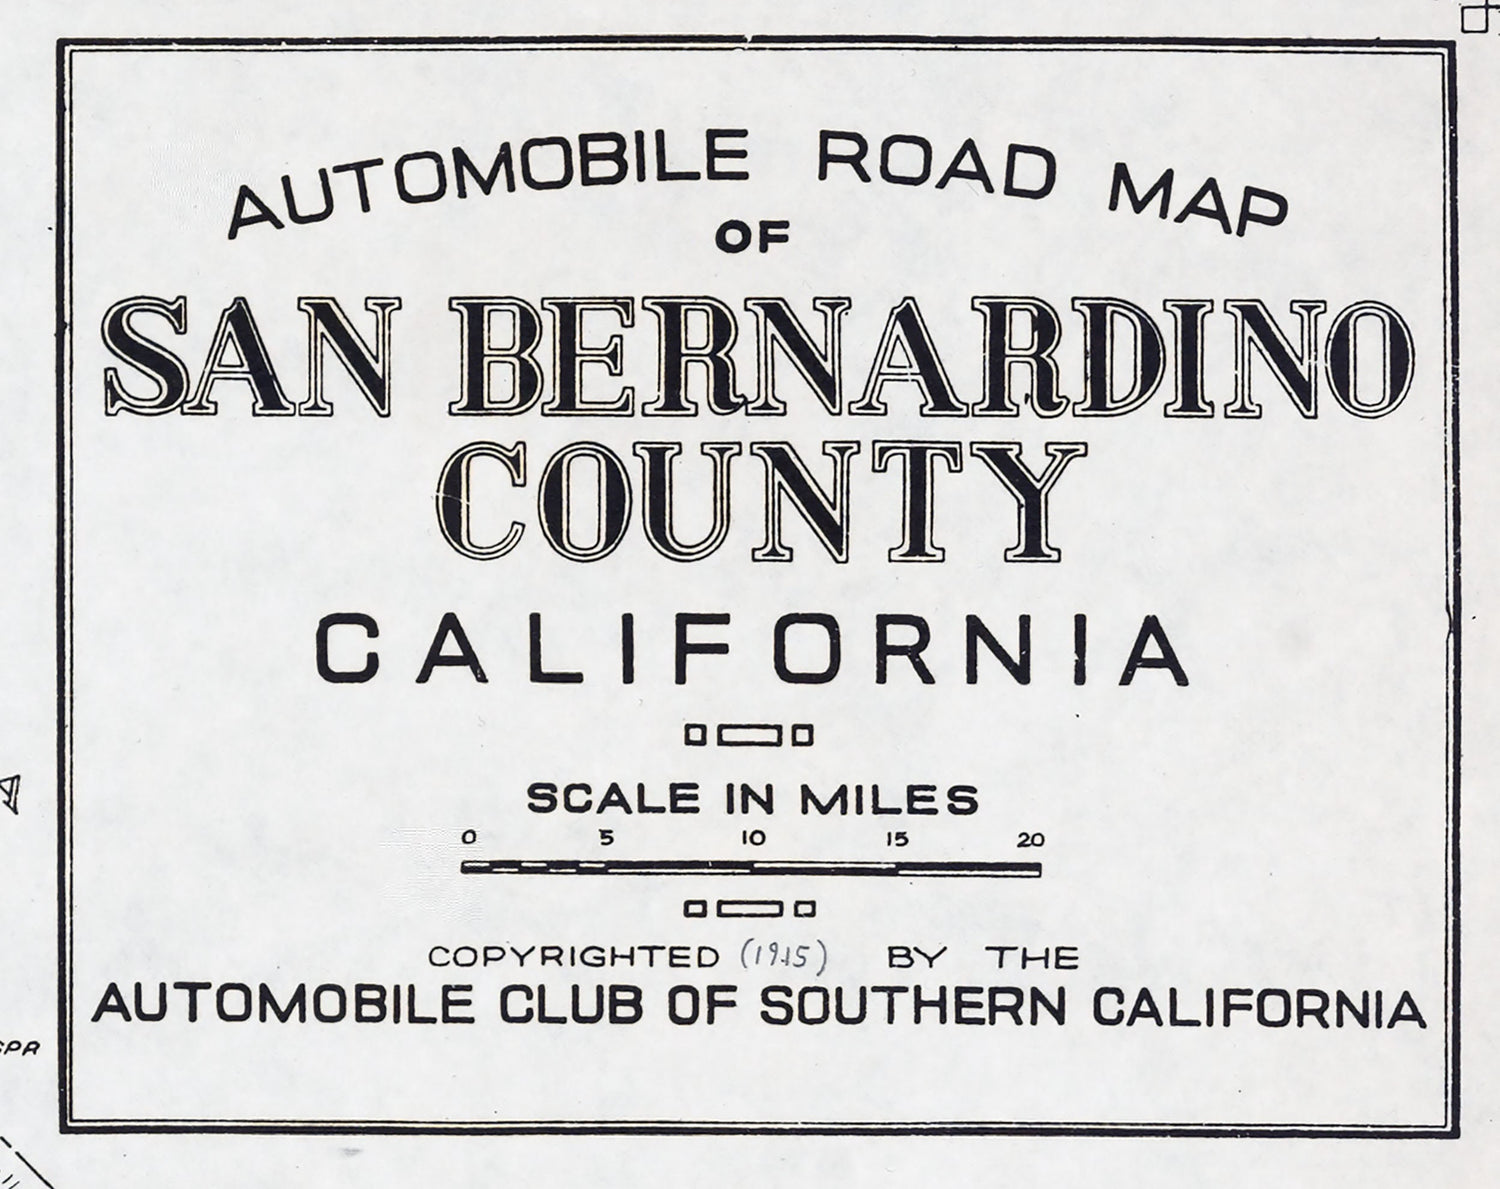 AUTOMOBILE ROAD MAP
OF
SAN BERNARDINO
COUNTY
CALIFORNIA
SCALE IN MILES
0 5 10 15 20
COPYRIGHTED (1915) BY THE
AUTOMOBILE CLUB OF SOUTHERN CALIFORNIA